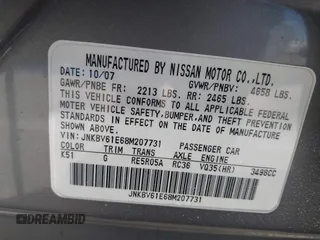 MANUFACTURED BY NISSAN MOTOR CO.,LTD.
DATE: 10/07 GVWR/PNBV: 4658 LBS.
GAWR/PNBE FR: 2213 LBS. RR: 2465 LBS.
THIS VEHICLE CONFORMS TO ALL APPLICABLE
FEDERAL MOTOR VEHICLE SAFETY, BUMPER, AND THEFT PREVENTION
STANDARDS IN EFFECT ON THE DATE OF MANUFACTURE
SHOWN ABOVE.
VIN: JNKBV61E68M207731 PASSENGER CAR
COLOR TRIM TRANS AXLE ENGINE
K51 G RE5R05A RC36 VQ35(HR) 3498CC
JNKBV61E68M207731
DREAMBID